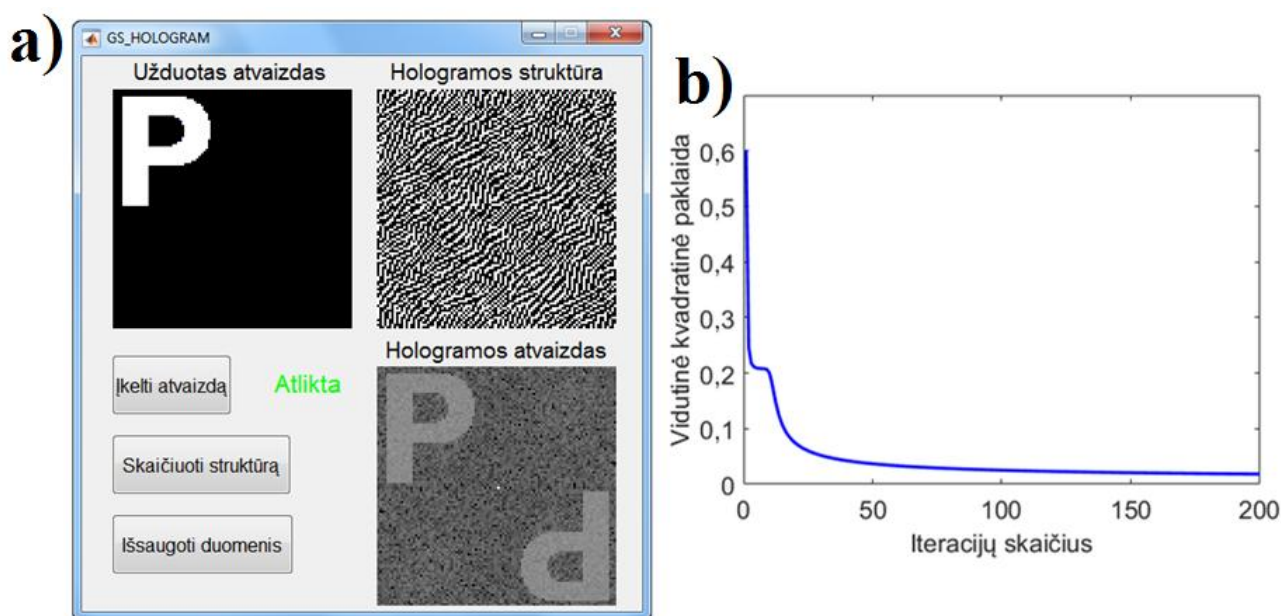 a)
GS_HOLOGRAM
Užduotas atvaizdas
Hologramos struktūra
P
Įkelti atvaizdą
Atlikta
Skaičiuoti struktūrą
Išsaugoti duomenis
Hologramos atvaizdas
P
P
b)
Vidutinė kvadratinė paklaida
0,6
0,5
0,4
0,3
0,2
0,1
0
0 50 100 150 200
Iteracijų skaičius